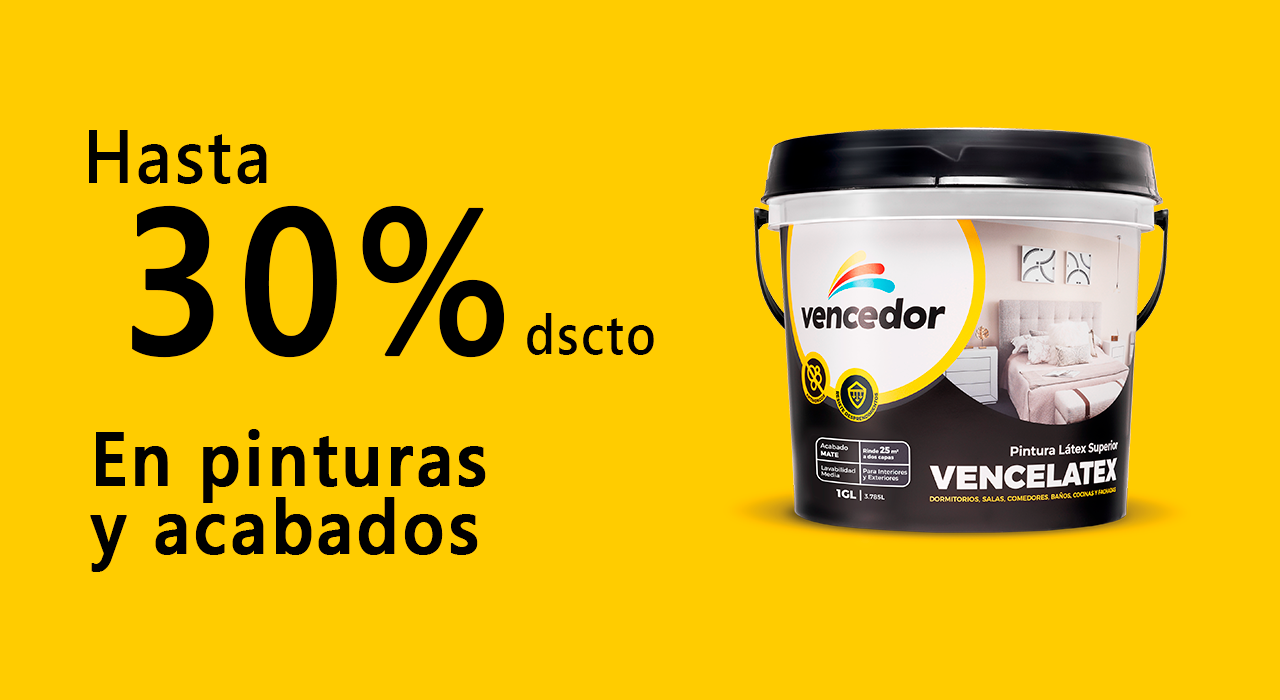 Hasta
30% dscto
En pinturas
y acabados
vencedor
Acabado
MATE
Rinde 25 m²
a dos capas
Lavabilidad
Media
Para Interiores
y Exteriores
1GL | 3.785L
Pintura Látex Superior
VENCELATEX
DORMITORIOS, SALAS, COMEDORES, BAÑOS, COCINAS Y FACHADAS